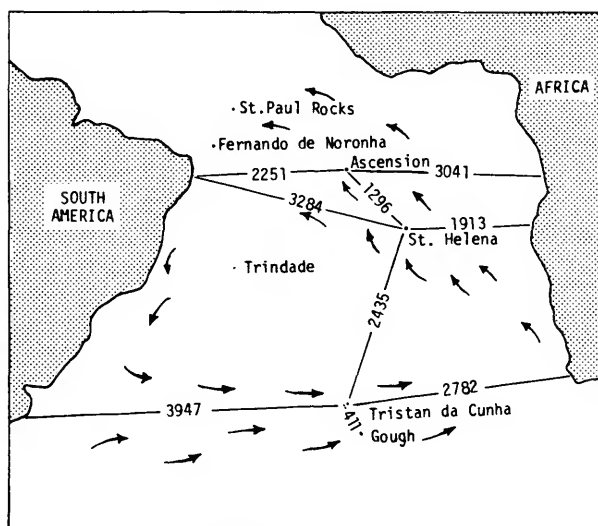 AFRICA
St.Paul Rocks
Fernando de Noronha
Ascension
2251
3041
SOUTH
AMERICA
3284
1296
1913
St. Helena
Trindade
2435
2782
3947
Tristan da Cunha
411
Gough